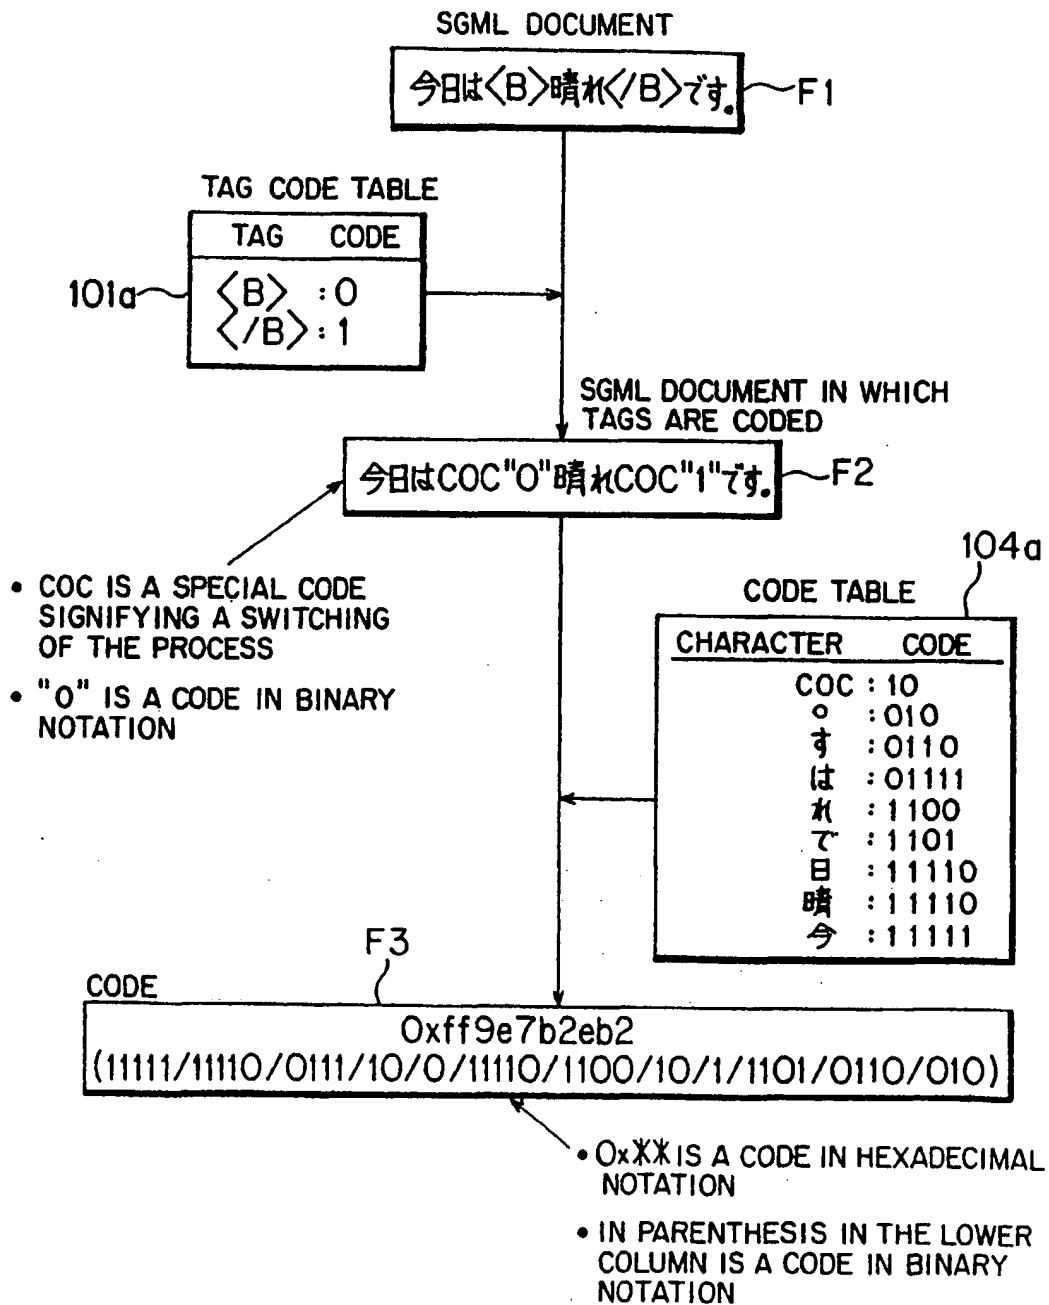 SGML DOCUMENT
今日は<B>晴れ</B>です。
F1
TAG CODE TABLE
TAG CODE
<B> :0
</B>:1
101a
SGML DOCUMENT IN WHICH
TAGS ARE CODED
今日はCOC"0"晴れCOC"1"です。
F2
• COC IS A SPECIAL CODE
SIGNIFYING A SWITCHING
OF THE PROCESS
• "0" IS A CODE IN BINARY
NOTATION
104a
CODE TABLE
CHARACTER CODE
COC :10
。 :010
す :0110
は :01111
れ :1100
で :1101
日 :11110
晴 :11110
今 :11111
F3
CODE
0xff9e7b2eb2
(11111/11110/0111/10/0/11110/1100/10/1/1101/0110/010)
• 0x** IS A CODE IN HEXADECIMAL
NOTATION
• IN PARENTHESIS IN THE LOWER
COLUMN IS A CODE IN BINARY
NOTATION